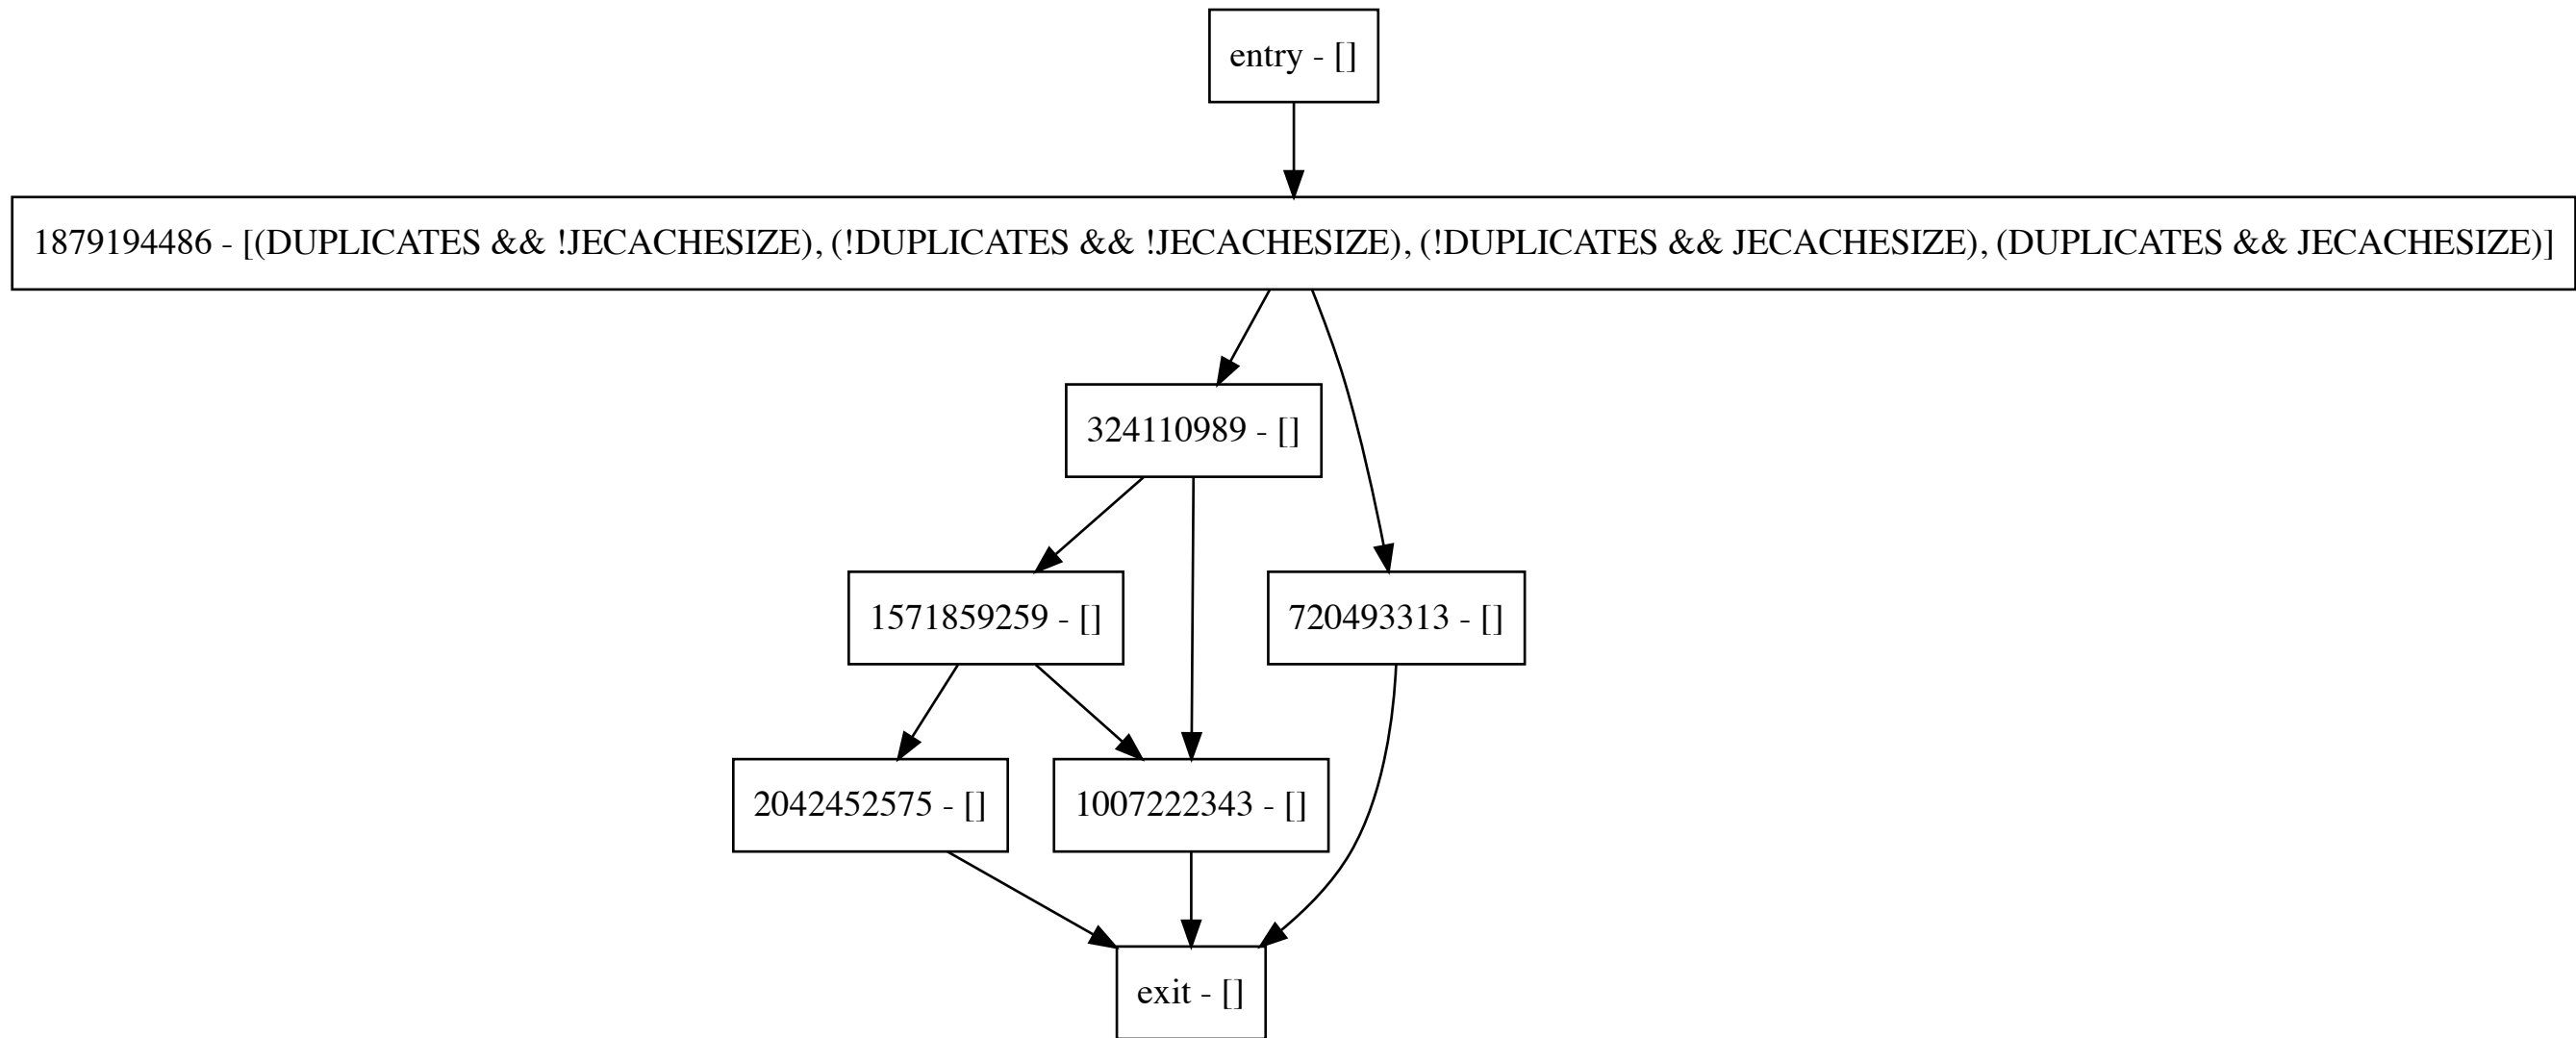 entry - []
1879194486 - [(DUPLICATES && !JECACHESIZE), (!DUPLICATES && !JECACHESIZE), (!DUPLICATES && JECACHESIZE), (DUPLICATES && JECACHESIZE)]
324110989 - []
1571859259 - []
720493313 - []
2042452575 - []
1007222343 - []
exit - []